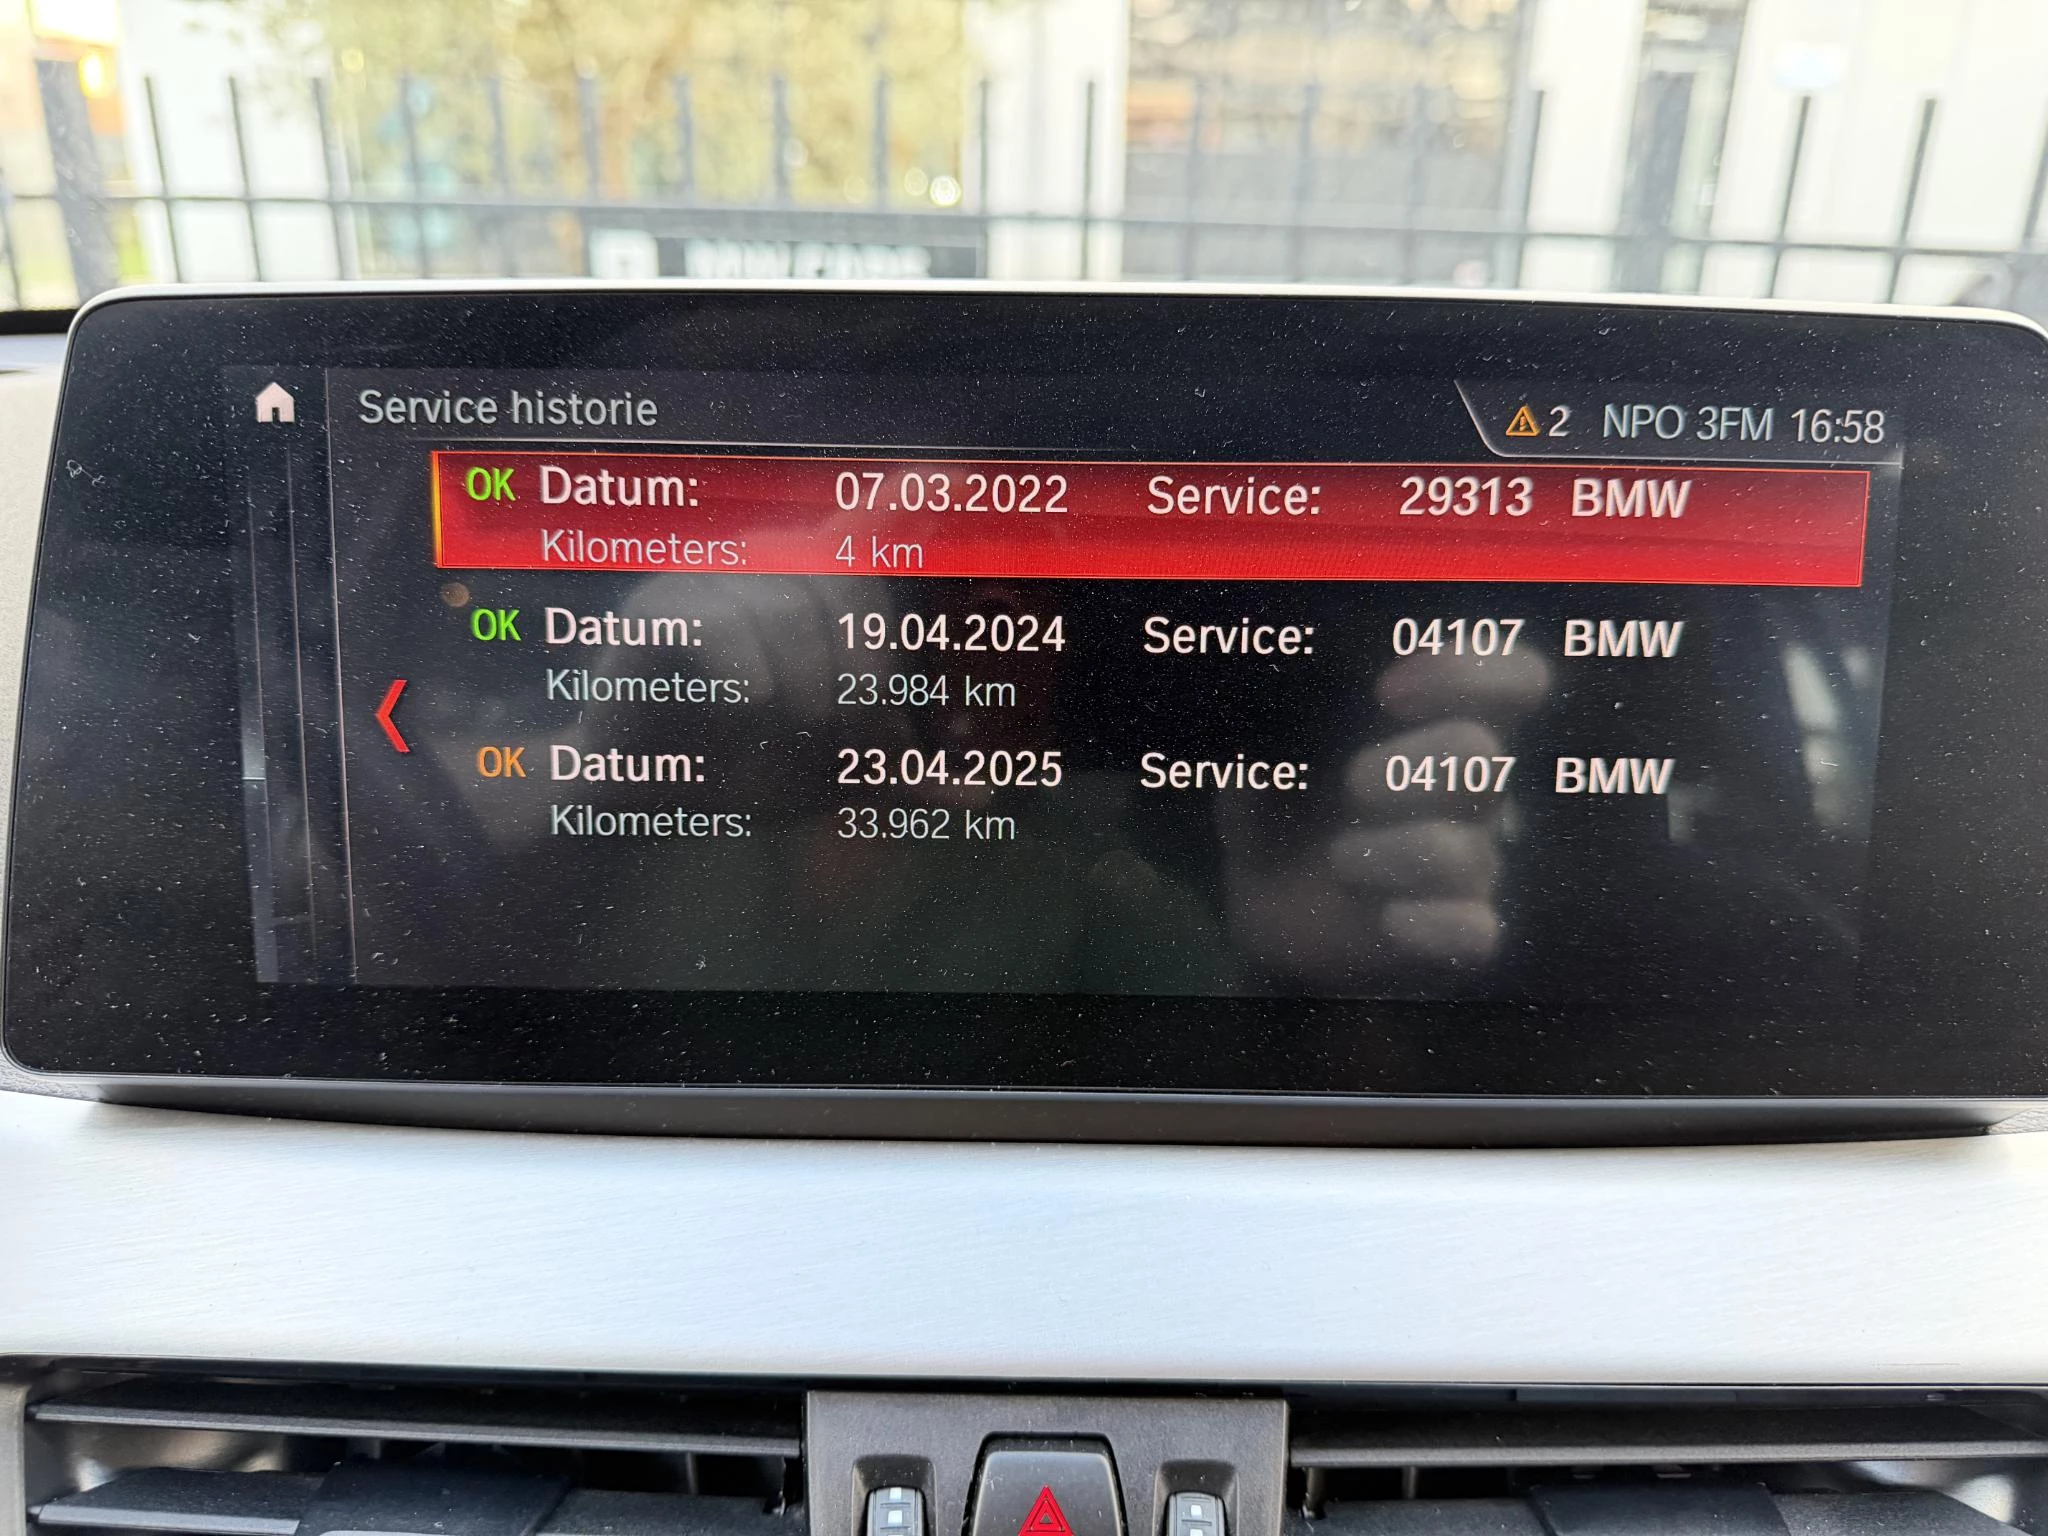 Service historie
2 NPO 3FM 16:58
OK Datum: 07.03.2022 Service: 29313 BMW
Kilometers: 4 km
OK Datum: 19.04.2024 Service: 04107 BMW
Kilometers: 23.984 km
OK Datum: 23.04.2025 Service: 04107 BMW
Kilometers: 33.962 km